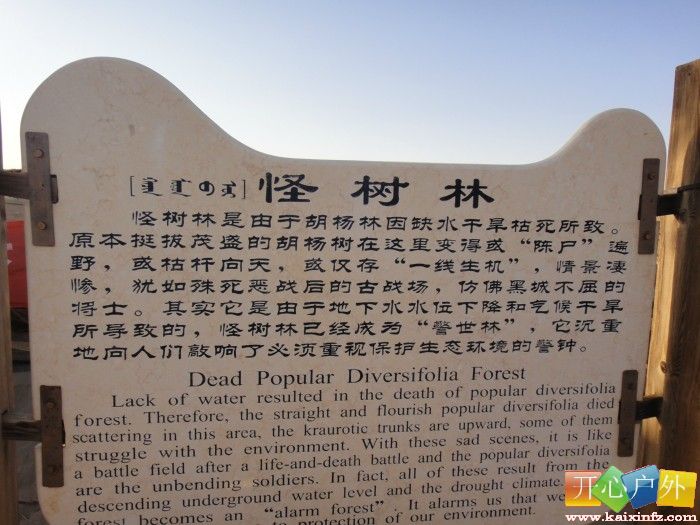 怪树林
怪树林是由于胡杨林因缺水干旱枯死所致。
原本挺拔茂盛的胡杨树在这里变得或“陈尸”遍
野，或枯杆向天，或仅存“一线生机”，情景凄
惨，犹如殊死恶战后的古战场，仿佛黑城不屈的
将士。其实它是由于地下水水位下降和气候干旱
所导致的，怪树林已经成为“警世林”，它沉重
地向人们敲响了必须重视保护生态环境的警钟。
Dead Popular Diversifolia Forest
Lack of water resulted in the death of popular diversifolia
forest. Therefore, the straight and flourish popular diversifolia died
scattering in this area, the kraurotic trunks are upward, some of them
struggle with the environment. With these sad scenes, it is like
a battle field after a life-and-death battle and the popular diversifolia
are the unbending soldiers. In fact, all of these result from the
descending underground water level and the drought climate.
forest becomes an “alarm forest”. It alarms us that we
to protection of our environment.
开心户外
www.kaixinfz.com